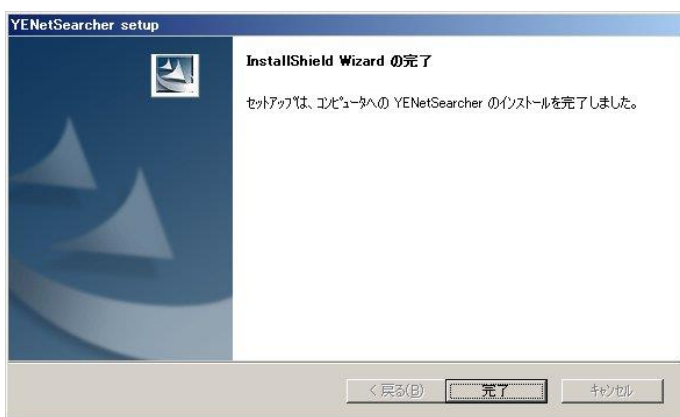 YENetSearcher setup
InstallShield Wizard の完了
セットアップは、コンピュータへの YENetSearcher のインストールを完了しました。
< 戻る(B)
完了
キャンセル